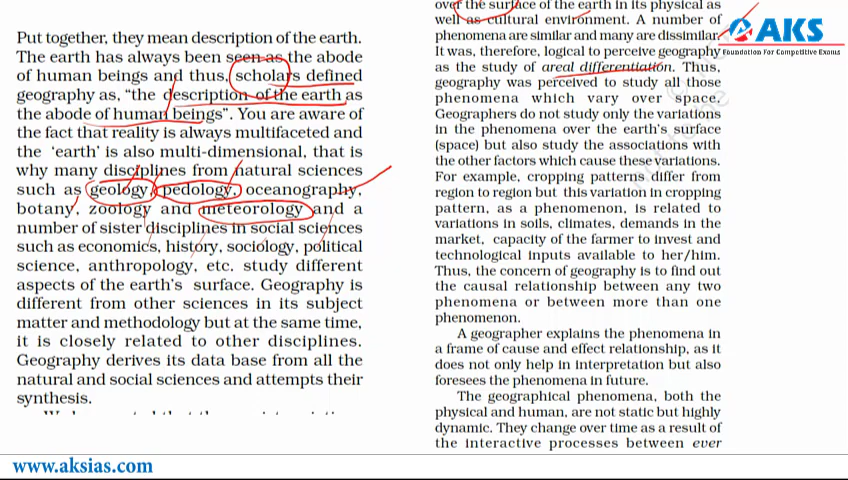 Put together, they mean description of the earth.
The earth has always been seen as the abode
of human beings and thus, scholars defined
geography as, “the description of the earth as
the abode of human beings”. You are aware of
the fact that reality is always multifaceted and
the ‘earth’ is also multi-dimensional, that is
why many disciplines from natural sciences
such as geology, pedology, oceanography,
botany, zoology and meteorology and a
number of sister disciplines in social sciences
such as economics, history, sociology, political
science, anthropology, etc. study different
aspects of the earth’s surface. Geography is
different from other sciences in its subject
matter and methodology but at the same time,
it is closely related to other disciplines.
Geography derives its data base from all the
natural and social sciences and attempts their
synthesis.
over the surface of the earth in its physical as
well as cultural environment. A number of
phenomena are similar and many are dissimilar.
It was, therefore, logical to perceive geography
as the study of areal differentiation. Thus,
geography was perceived to study all those
phenomena which vary over space.
Geographers do not study only the variations
in the phenomena over the earth’s surface
(space) but also study the associations with
the other factors which cause these variations.
For example, cropping patterns differ from
region to region but this variation in cropping
pattern, as a phenomenon, is related to
variations in soils, climates, demands in the
market, capacity of the farmer to invest and
technological inputs available to her/him.
Thus, the concern of geography is to find out
the causal relationship between any two
phenomena or between more than one
phenomenon.
A geographer explains the phenomena in
a frame of cause and effect relationship, as it
does not only help in interpretation but also
foresees the phenomena in future.
The geographical phenomena, both the
physical and human, are not static but highly
dynamic. They change over time as a result of
the interactive processes between ever
AKS
Foundation For Competitive Exams
www.aksias.com